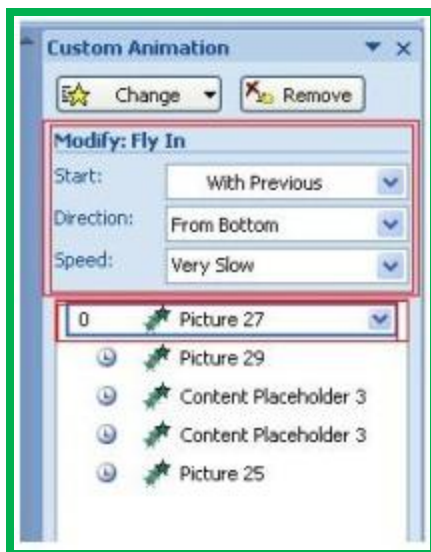 Custom Animation
Change Remove
Modify: Fly In
Start: With Previous
Direction: From Bottom
Speed: Very Slow
0 Picture 27
Picture 29
Content Placeholder 3
Content Placeholder 3
Picture 25